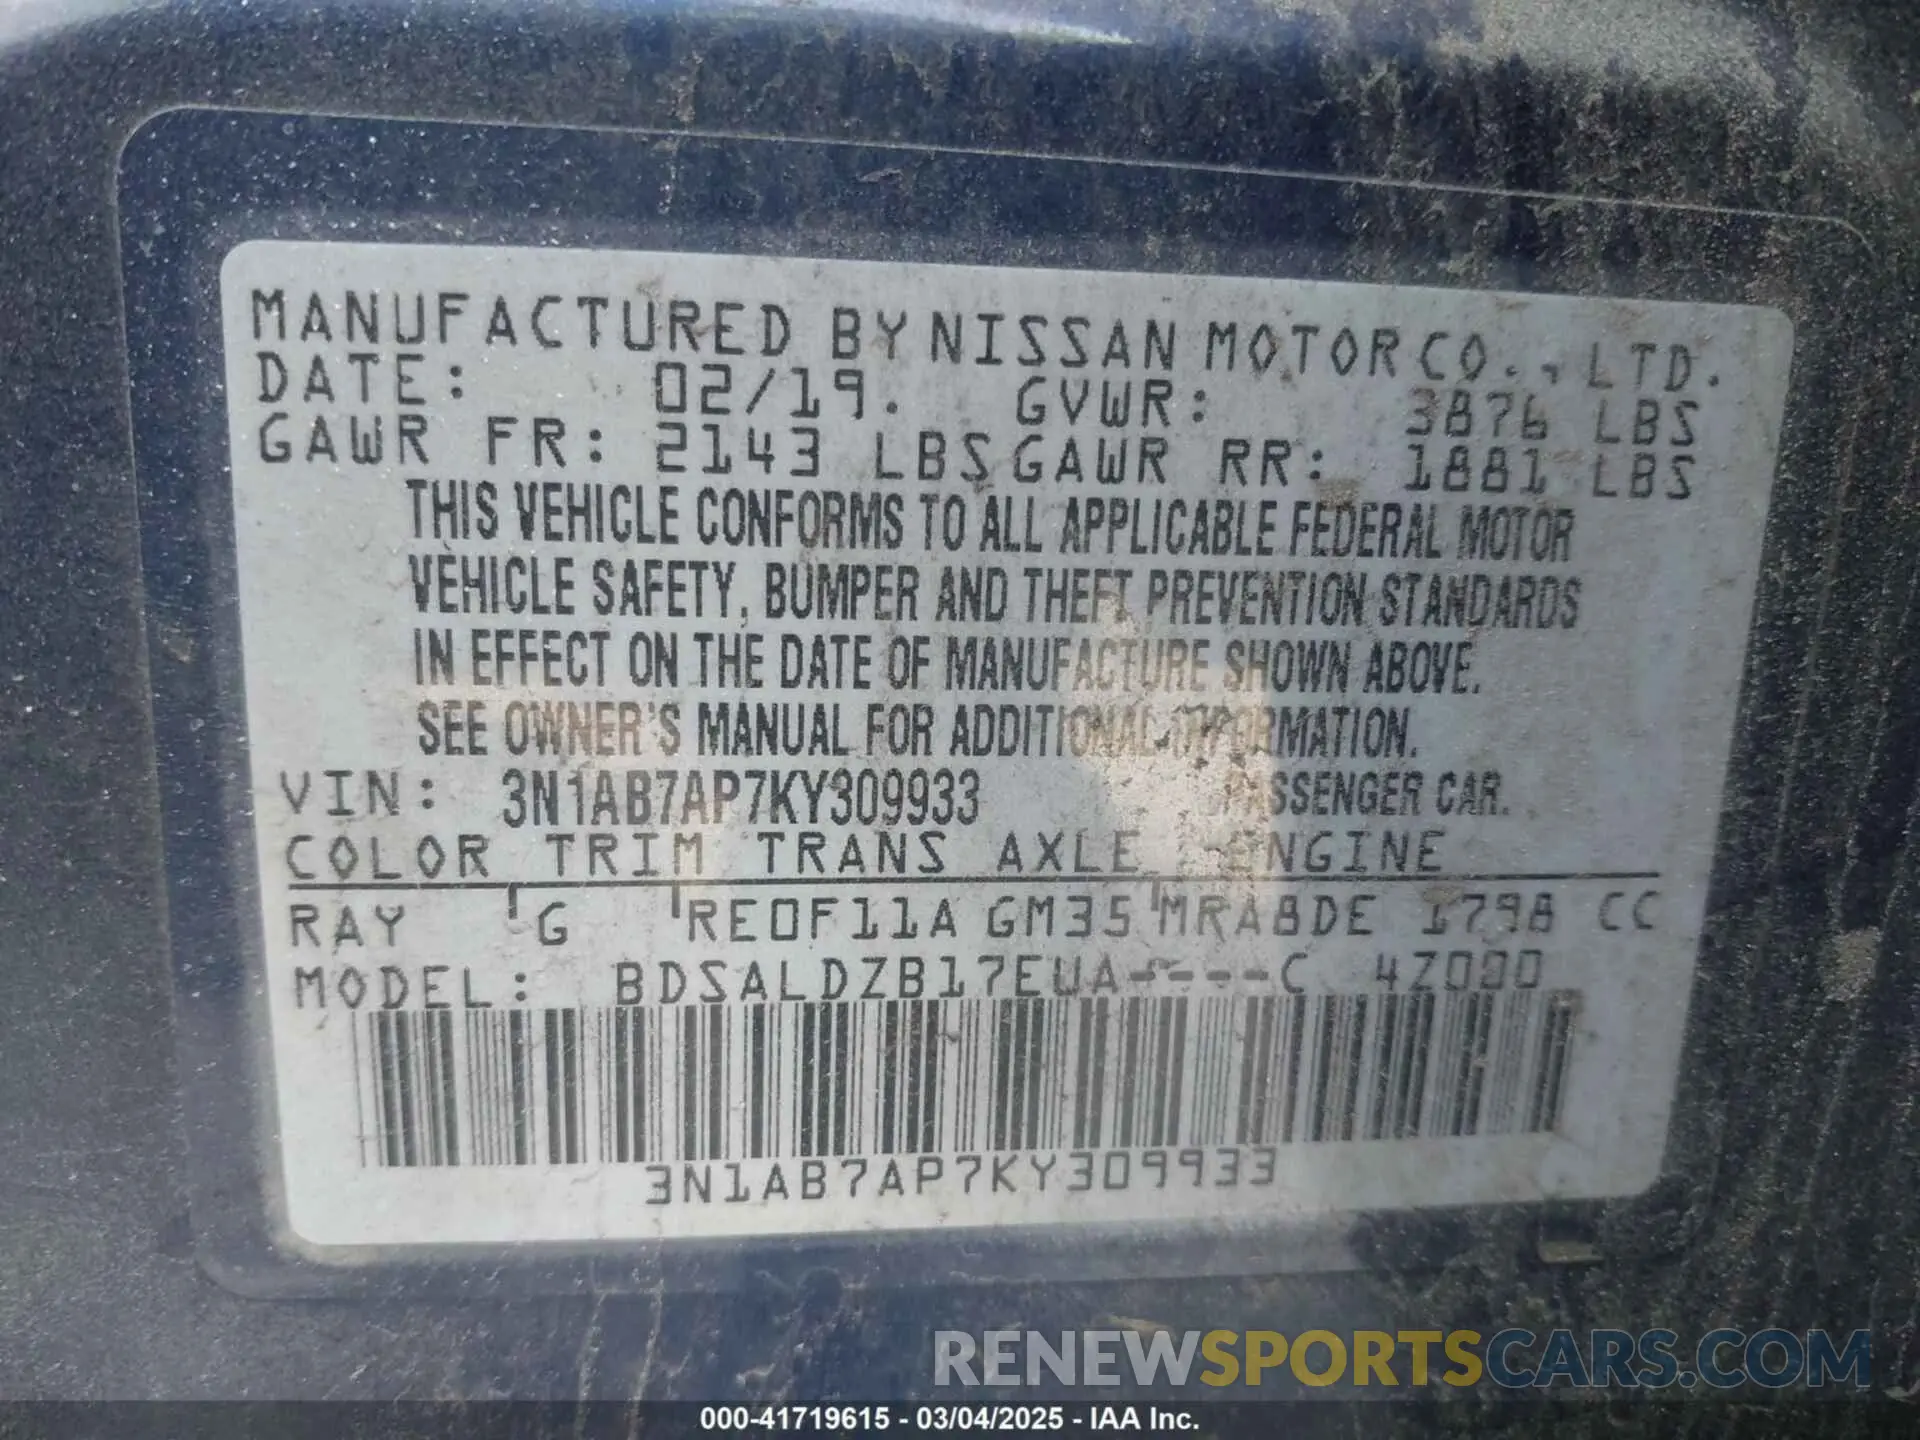 MANUFACTURED BY NISSAN MOTOR CO., LTD.
DATE: 02/19. GVWR: 3876 LBS
GAWR FR: 2143 LBS GAWR RR: 1881 LBS
THIS VEHICLE CONFORMS TO ALL APPLICABLE FEDERAL MOTOR
VEHICLE SAFETY, BUMPER AND THEFT PREVENTION STANDARDS
IN EFFECT ON THE DATE OF MANUFACTURE SHOWN ABOVE.
SEE OWNER'S MANUAL FOR ADDITIONAL INFORMATION.
VIN: 3N1AB7AP7KY309933 PASSENGER CAR.
COLOR TRIM TRANS AXLE ENGINE
RAY G RE0F11A GM35 MRA8DE 1798 CC
MODEL: BDSALDZB17EUA-----C 4Z000
3N1AB7AP7KY309933
RENEWSPORTSCARS.COM
000-41719615 - 03/04/2025 - IAA Inc.